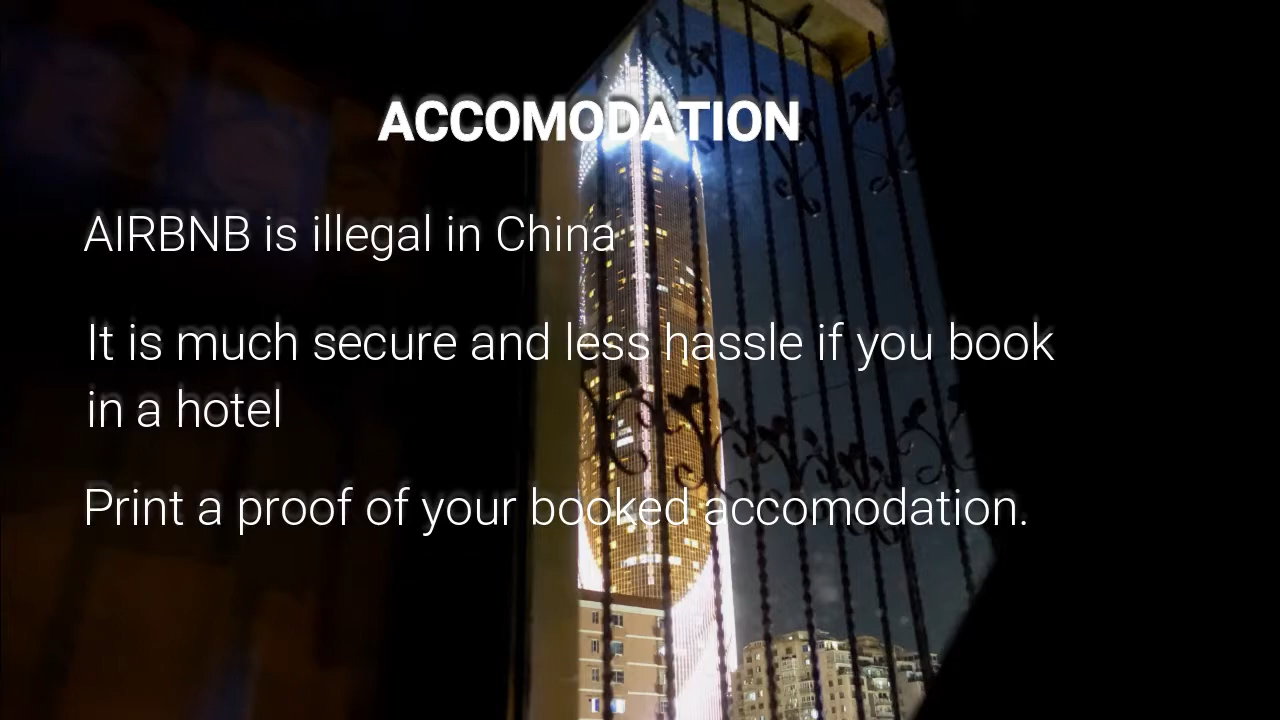 ACCOMODATION
AIRBNB is illegal in China
It is much secure and less hassle if you book
in a hotel
Print a proof of your booked accomodation.